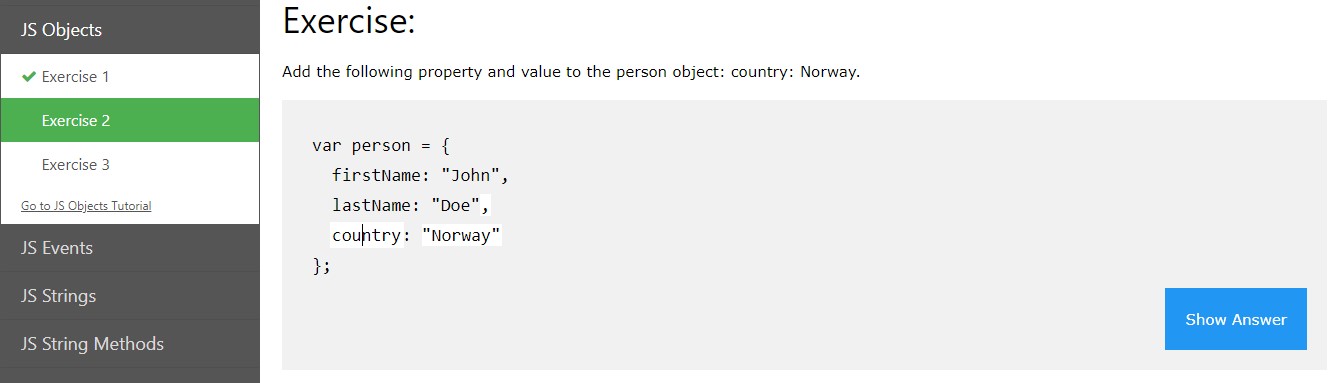 JS Objects
Exercise 1
Exercise 2
Exercise 3
Go to JS Objects Tutorial
JS Events
JS Strings
JS String Methods
Exercise:
Add the following property and value to the person object: country: Norway.
var person = {
firstName: "John",
lastName: "Doe",
country: "Norway"
};
Show Answer